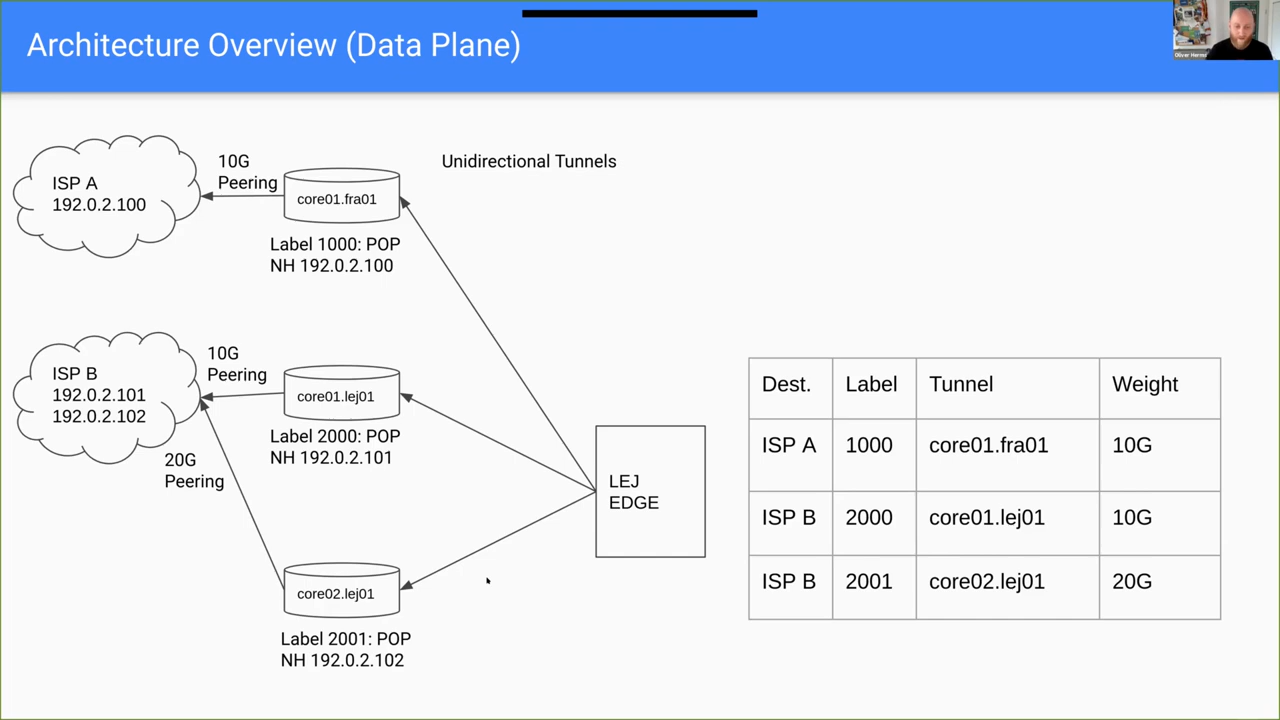 Architecture Overview (Data Plane)
ISP A
192.0.2.100
10G
Peering
core01.fra01
Label 1000: POP
NH 192.0.2.100
Unidirectional Tunnels
ISP B
192.0.2.101
192.0.2.102
10G
Peering
core01.lej01
Label 2000: POP
NH 192.0.2.101
20G
Peering
core02.lej01
Label 2001: POP
NH 192.0.2.102
LEJ
EDGE
Dest. Label Tunnel Weight
ISP A 1000 core01.fra01 10G
ISP B 2000 core01.lej01 10G
ISP B 2001 core02.lej01 20G